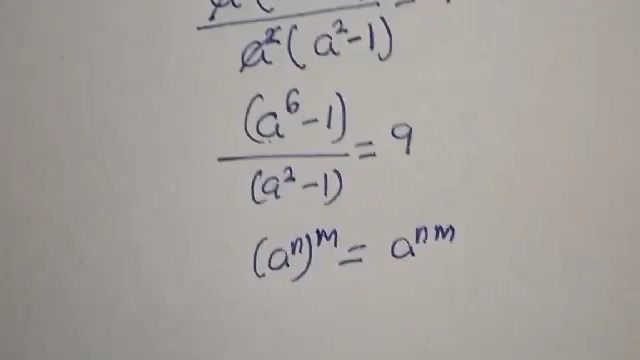 a²(a²-1)
(a⁶-1)
/(a²-1) = 9
(aⁿ)ᵐ = aⁿᵐ